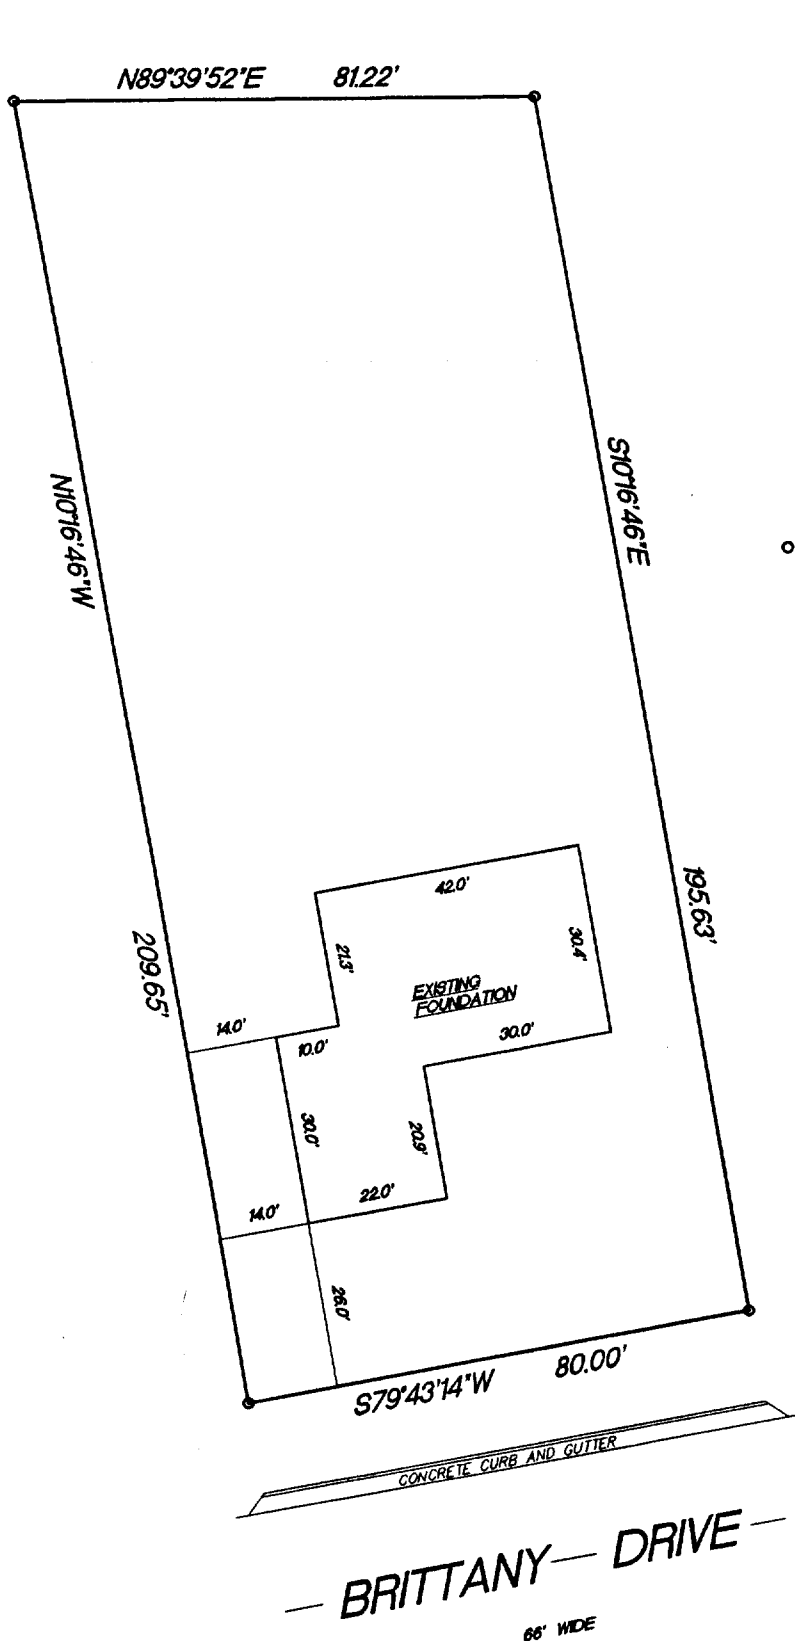 N89°39'52"E 81.22'
S10°16'46"E
N10°16'46"W
195.63'
42.0'
209.65'
21.3'
30.4'
EXISTING
FOUNDATION
14.0'
10.0'
30.0'
30.0'
20.9'
22.0'
14.0'
26.0'
S79°43'14"W 80.00'
CONCRETE CURB AND GUTTER
BRITTANY DRIVE
66' WIDE